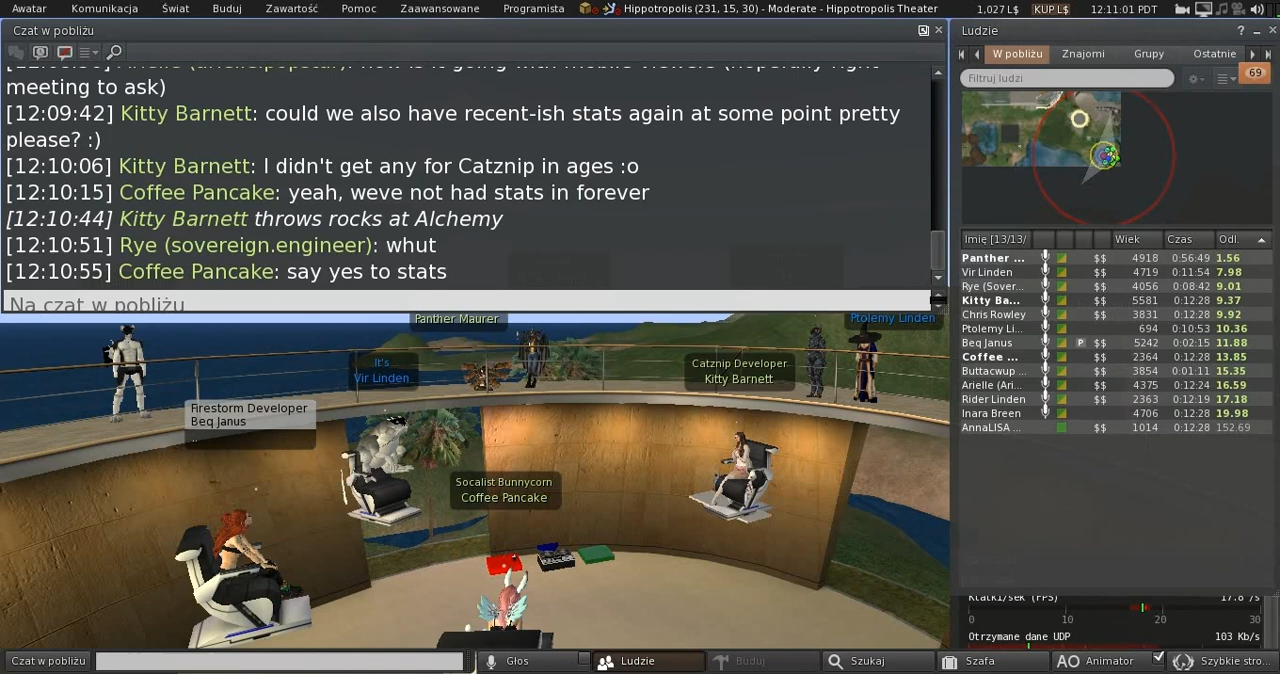 Awatar Komunikacja Świat Buduj Zawartość Pomoc Zaawansowane Programista Hippotropolis (231, 15, 30) - Moderate - Hippotropolis Theater 1,027 L$ KUP L$ 12:11:01 PDT
Czat w pobliżu
meeting to ask)
[12:09:42] Kitty Barnett: could we also have recent-ish stats again at some point pretty
please? :)
[12:10:06] Kitty Barnett: I didn't get any for Catznip in ages :o
[12:10:15] Coffee Pancake: yeah, weve not had stats in forever
[12:10:44] Kitty Barnett throws rocks at Alchemy
[12:10:51] Rye (sovereign.engineer): whut
[12:10:55] Coffee Pancake: say yes to stats
Na czat w pobliżu
Panther Maurer
Ptolemy Linden
It's
Vir Linden
Catznip Developer
Kitty Barnett
Firestorm Developer
Beq Janus
..
Socalist Bunnycorn
Coffee Pancake
Ludzie
W pobliżu Znajomi Grupy Ostatnie
69
Filtruj ludzi
Imię [13/13/ Wiek Czas Odl.
Panther ... $$ 4918 0:56:49 1.56
Vir Linden 4719 0:11:54 7.98
Rye (Sover... $$ 4056 0:08:42 9.01
Kitty Ba... $$ 5581 0:12:28 9.37
Chris Rowley $$ 3831 0:12:28 9.92
Ptolemy Li... 694 0:10:53 10.36
Beq Janus P $$ 5242 0:02:15 11.88
Coffee ... $$ 2364 0:12:28 13.85
Buttacwup ... $$ 3854 0:01:11 15.35
Arielle (Ari... $$ 4375 0:12:24 16.59
Rider Linden $$ 2363 0:12:19 17.18
Inara Breen 4706 0:12:28 19.98
AnnaLISA ... $$ 1014 0:12:28 152.69
Klatki/sek (FPS) 17.8 /s
0 10 20 30
Otrzymane dane UDP 103 Kb/s
Czat w pobliżu Głos Ludzie Buduj Szukaj Szafa AO Animator Szybkie stro...